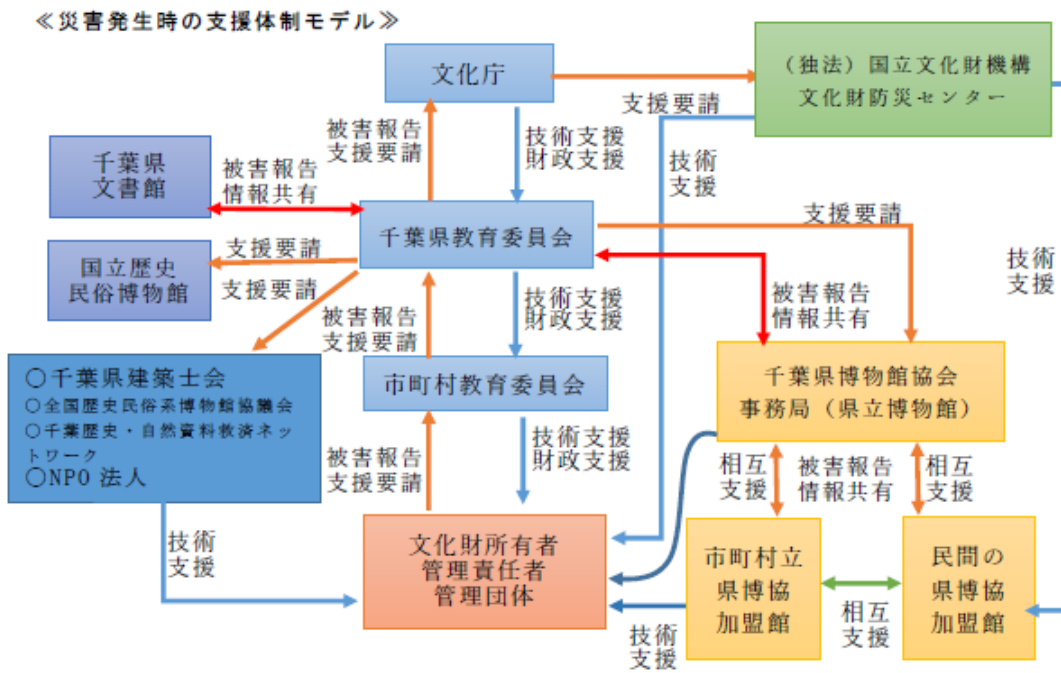 ≪災害発生時の支援体制モデル≫
文化庁
(独法)国立文化財機構
文化財防災センター
支援要請
被害報告
支援要請
技術支援
財政支援
技術
支援
千葉県
文書館
被害報告
情報共有
千葉県教育委員会
支援要請
国立歴史
民俗博物館
支援要請
支援要請
技術
支援
被害報告
支援要請
技術支援
財政支援
被害報告
情報共有
○千葉県建築士会
○全国歴史民俗系博物館協議会
○千葉歴史・自然資料救済ネッ
トワーク
○NPO 法人
市町村教育委員会
千葉県博物館協会
事務局(県立博物館)
被害報告
支援要請
技術支援
財政支援
相互
支援
被害報告
情報共有
相互
支援
技術
支援
文化財所有者
管理責任者
管理団体
市町村立
県博協
加盟館
民間の
県博協
加盟館
技術
支援
相互
支援